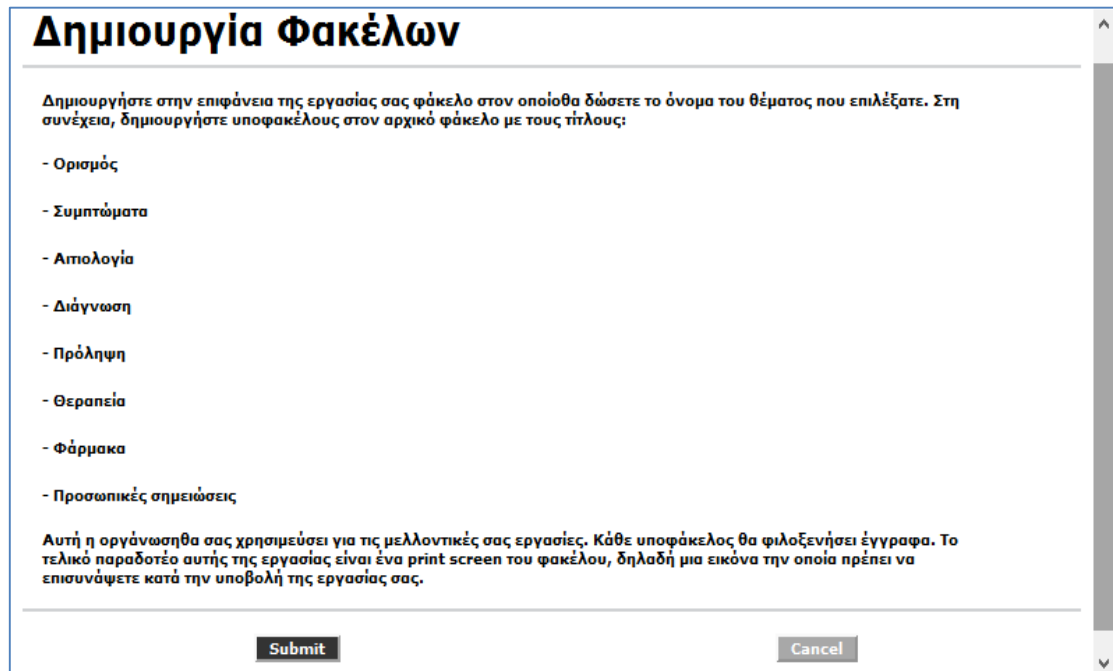 Δημιουργία Φακέλων
Δημιουργήστε στην επιφάνεια της εργασίας σας φάκελο στον οποίοθα δώσετε το όνομα του θέματος που επιλέξατε. Στη
συνέχεια, δημιουργήστε υποφακέλους στον αρχικό φάκελο με τους τίτλους:
- Ορισμός
- Συμπτώματα
- Αιτιολογία
- Διάγνωση
- Πρόληψη
- Θεραπεία
- Φάρμακα
- Προσωπικές σημειώσεις
Αυτή η οργάνωσηθα σας χρησιμεύσει για τις μελλοντικές σας εργασίες. Κάθε υποφάκελος θα φιλοξενήσει έγγραφα. Το
τελικό παραδοτέο αυτής της εργασίας είναι ένα print screen του φακέλου, δηλαδή μια εικόνα την οποία πρέπει να
επισυνάψετε κατά την υποβολή της εργασίας σας.
Submit Cancel